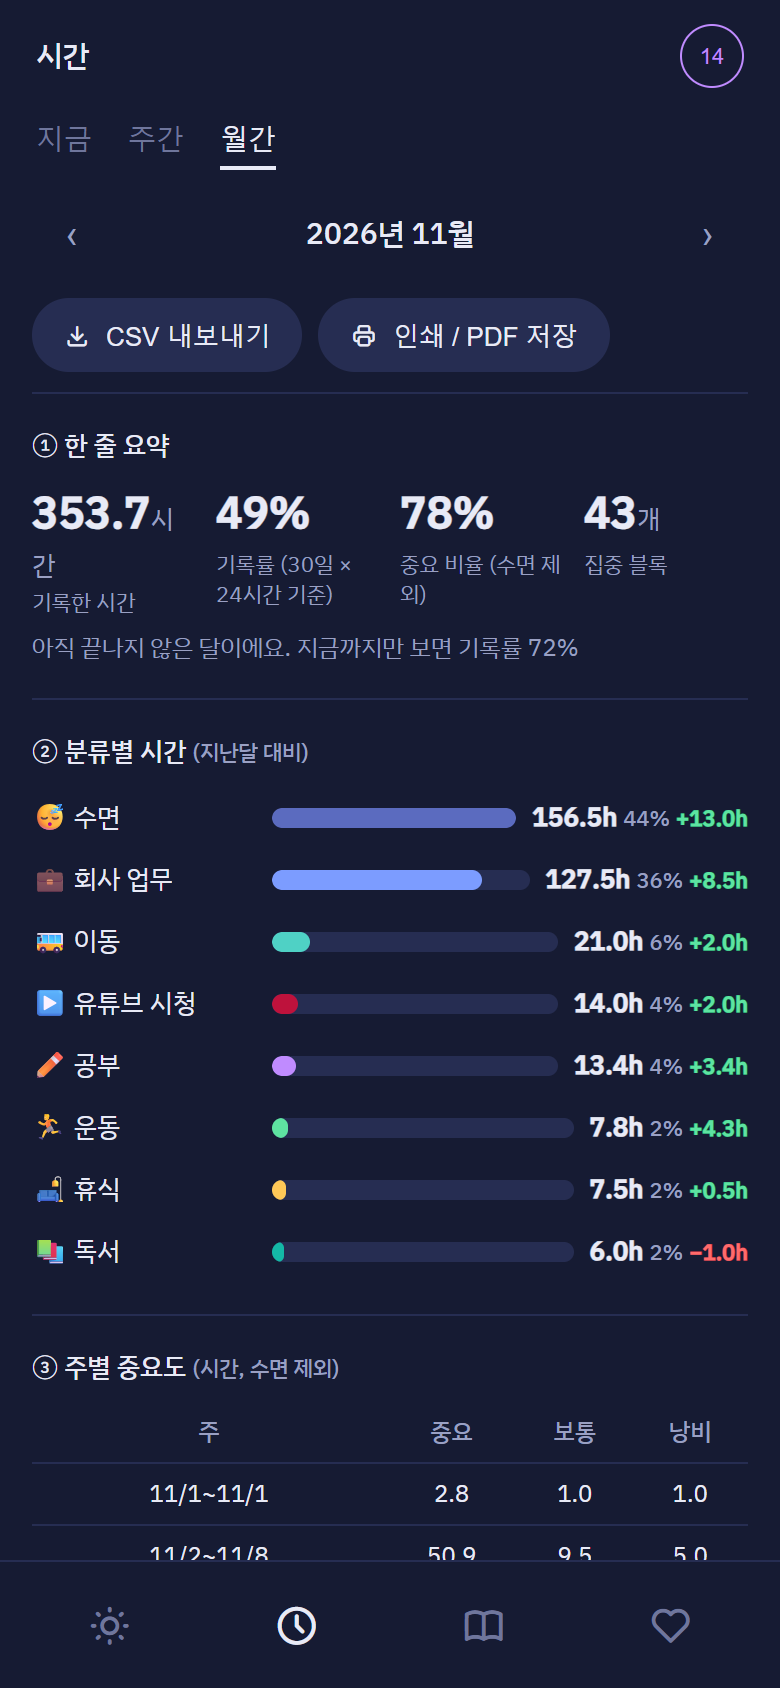 시간
14
지금 주간 월간
‹ 2026년 11월 ›
CSV 내보내기 인쇄 / PDF 저장
① 한 줄 요약
353.7시간 49% 78% 43개
기록한 시간 기록률 (30일 × 24시간 기준) 중요 비율 (수면 제외) 집중 블록
아직 끝나지 않은 달이에요. 지금까지만 보면 기록률 72%
② 분류별 시간 (지난달 대비)
수면 156.5h 44% +13.0h
회사 업무 127.5h 36% +8.5h
이동 21.0h 6% +2.0h
유튜브 시청 14.0h 4% +2.0h
공부 13.4h 4% +3.4h
운동 7.8h 2% +4.3h
휴식 7.5h 2% +0.5h
독서 6.0h 2% −1.0h
③ 주별 중요도 (시간, 수면 제외)
주 중요 보통 낭비
11/1~11/1 2.8 1.0 1.0
11/2~11/8 50.9 9.5 5.0